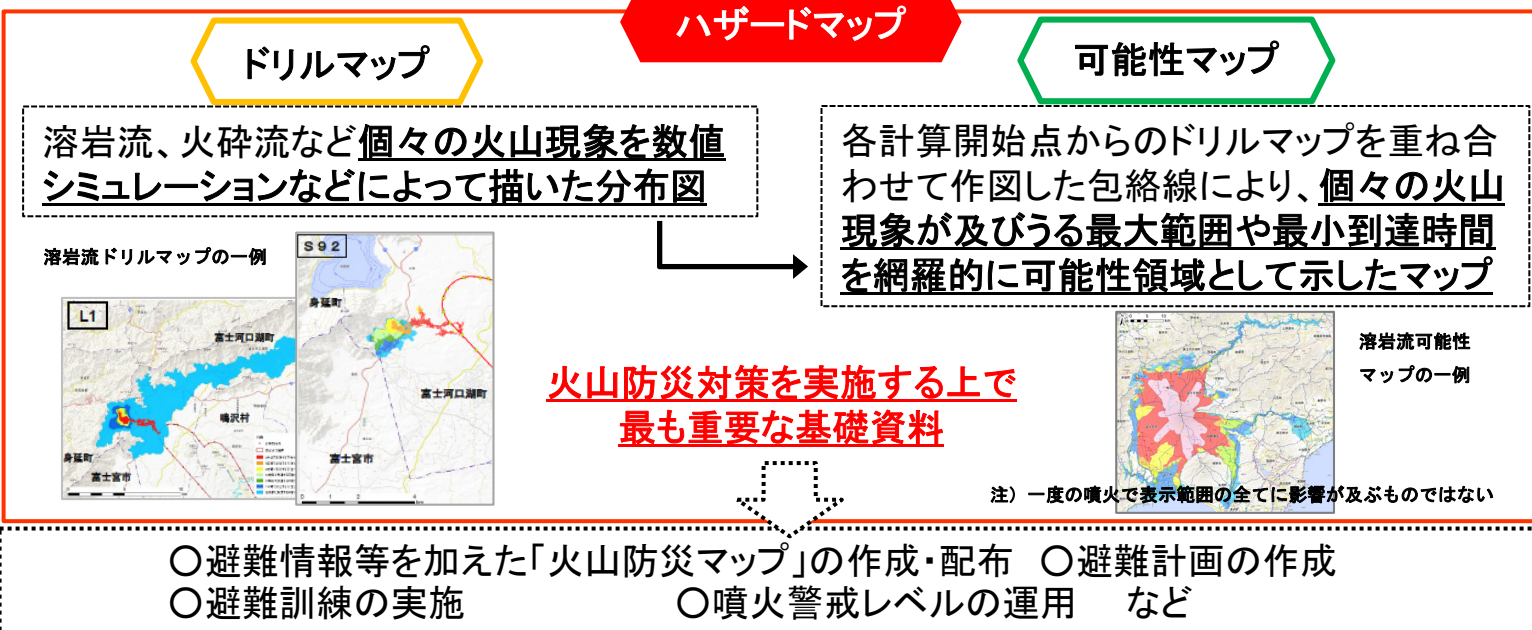 ハザードマップ
ドリルマップ
可能性マップ
溶岩流、火砕流など個々の火山現象を数値
シミュレーションなどによって描いた分布図
各計算開始点からのドリルマップを重ね合
わせて作図した包絡線により、個々の火山
現象が及びうる最大範囲や最小到達時間
を網羅的に可能性領域として示したマップ
溶岩流ドリルマップの一例
L1
富士河口湖町
鳴沢村
身延町
富士宮市
S92
身延町
富士河口湖町
富士宮市
火山防災対策を実施する上で
最も重要な基礎資料
溶岩流可能性
マップの一例
注）一度の噴火で表示範囲の全てに影響が及ぶものではない
〇避難情報等を加えた「火山防災マップ」の作成・配布 〇避難計画の作成
〇避難訓練の実施 〇噴火警戒レベルの運用 など